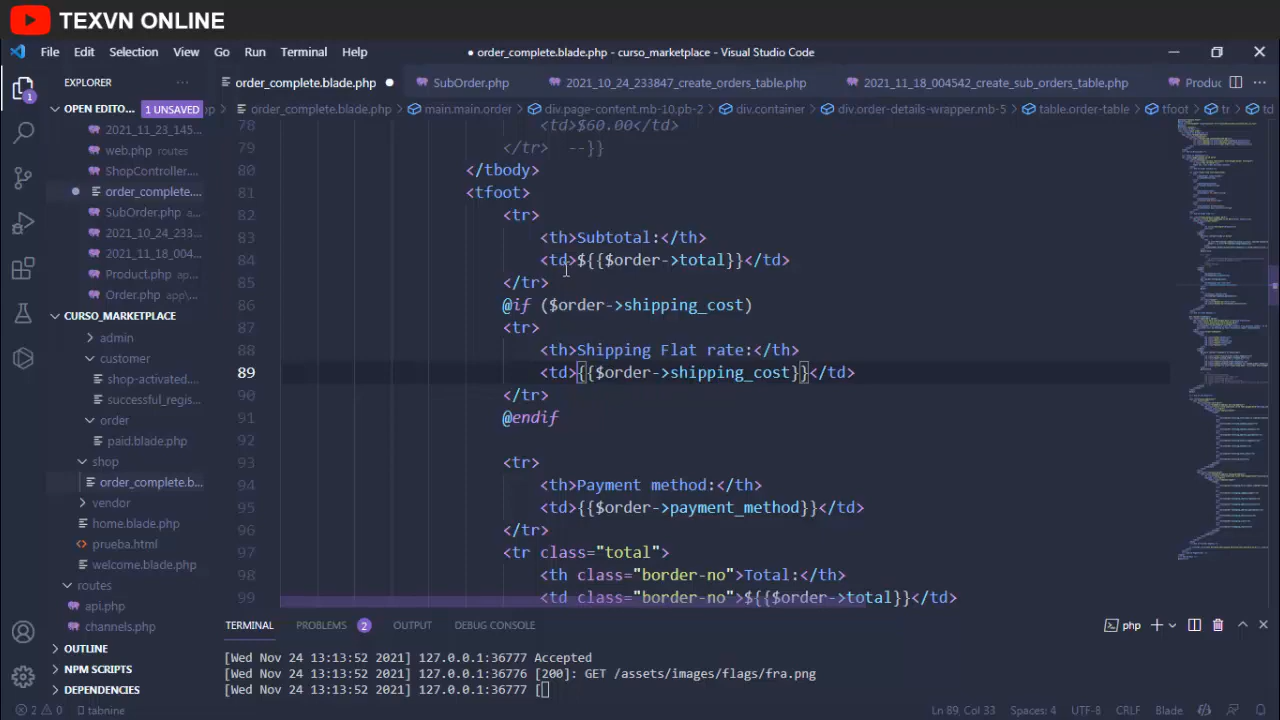 TEXVN ONLINE
File Edit Selection View Go Run Terminal Help
● order_complete.blade.php - curso_marketplace - Visual Studio Code
EXPLORER ···
order_complete.blade.php ● SubOrder.php 2021_10_24_233847_create_orders_table.php 2021_11_18_004542_create_sub_orders_table.php Produc ···
OPEN EDITO... 1 UNSAVED
p > order_complete.blade.php > main.main.order > div.page-content.mb-10.pb-2 > div.container > div.order-details-wrapper.mb-5 > table.order-table > tfoot > tr > td
2021_11_23_145...
web.php routes
ShopController....
● order_complete....
SubOrder.php a...
2021_10_24_233...
2021_11_18_004...
Product.php a...
Order.php app\...
CURSO_MARKETPLACE
> admin
customer
shop-activated...
successful_regis...
order
paid.blade.php
shop
order_complete.b...
> vendor
home.blade.php
<> prueba.html
welcome.blade.php
routes
api.php
channels.php
> OUTLINE
> NPM SCRIPTS
> DEPENDENCIES
78 <td>$60.00</td>
79 </tr> --}}
80 </tbody>
81 <tfoot>
82 <tr>
83 <th>Subtotal:</th>
84 <td>${{$order->total}}</td>
85 </tr>
86 @if ($order->shipping_cost)
87 <tr>
88 <th>Shipping Flat rate:</th>
89 <td>{{$order->shipping_cost}}</td>
90 </tr>
91 @endif
92
93 <tr>
94 <th>Payment method:</th>
95 <td>{{$order->payment_method}}</td>
96 </tr>
97 <tr class="total">
98 <th class="border-no">Total:</th>
99 <td class="border-no">${{$order->total}}</td>
TERMINAL PROBLEMS 2 OUTPUT DEBUG CONSOLE php
[Wed Nov 24 13:13:52 2021] 127.0.0.1:36777 Accepted
[Wed Nov 24 13:13:52 2021] 127.0.0.1:36776 [200]: GET /assets/images/flags/fra.png
[Wed Nov 24 13:13:52 2021] 127.0.0.1:36777 [
2 0 tabnine Ln 89, Col 33 Spaces: 4 UTF-8 CRLF Blade